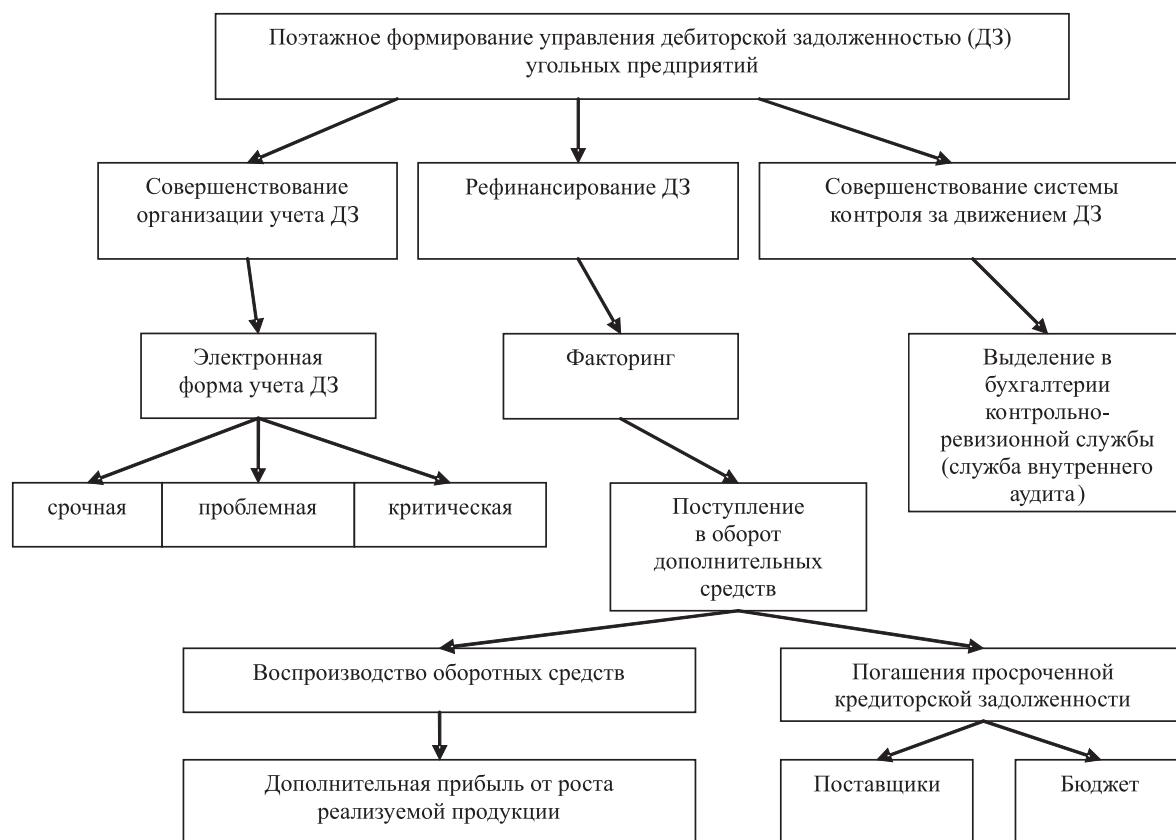 Поэтажное формирование управления дебиторской задолженностью (ДЗ)
угольных предприятий
Совершенствование
организации учета ДЗ
Рефинансирование ДЗ
Совершенствование системы
контроля за движением ДЗ
Электронная
форма учета ДЗ
Факторинг
Выделение в
бухгалтерии
контрольно-
ревизионной службы
(служба внутреннего
аудита)
срочная
проблемная
критическая
Поступление
в оборот
дополнительных
средств
Воспроизводство оборотных средств
Погашения просроченной
кредиторской задолженности
Дополнительная прибыль от роста
реализуемой продукции
Поставщики
Бюджет